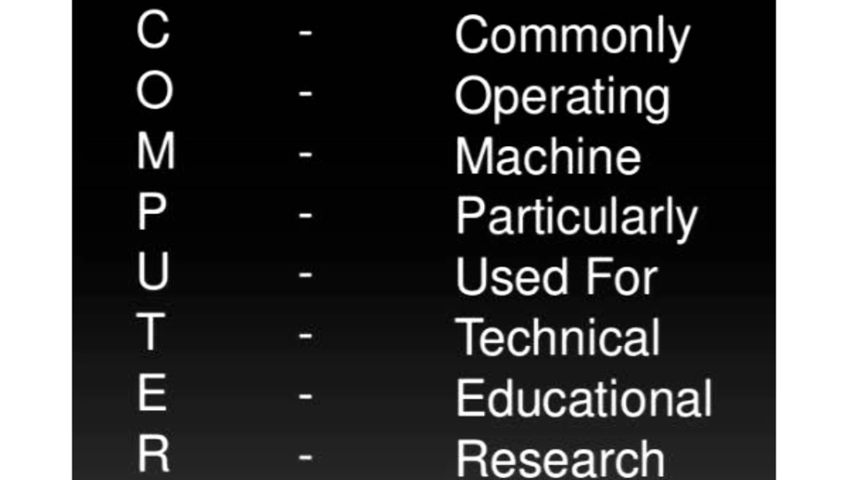 C - Commonly
O - Operating
M - Machine
P - Particularly
U - Used For
T - Technical
E - Educational
R - Research